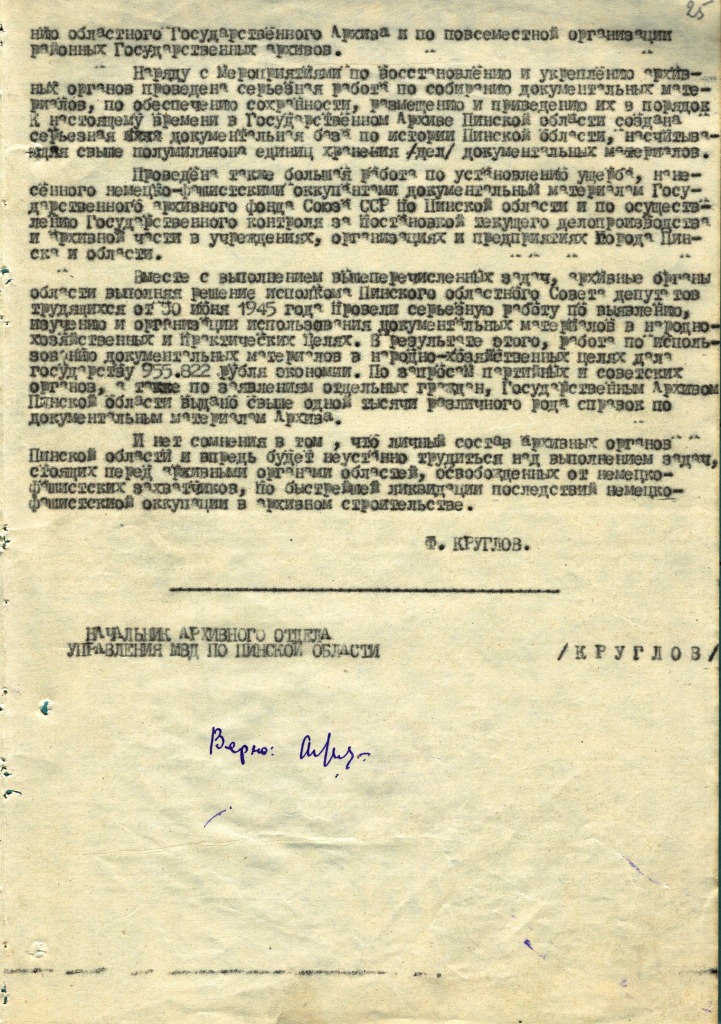 25
нию областного Государственного Архива и по повсеместной организации
районных Государственных архивов.
Наряду с мероприятиями по восстановлению и укреплению архив-
ных органов проведена серьезная работа по собиранию документальных мате-
риалов, по обеспечению сохранности, размещению и приведению их в порядок
К настоящему времени в Государственном Архиве Пинской области создана
серьезная документальная база по истории Пинской области, насчитыва-
ющая свыше полумиллиона единиц хранения /дел/ документальных материалов.
Проведена также большая работа по установлению ущерба, нане-
сённого немецко-фашистскими оккупантами документальным материалам Госу-
дарственного архивного фонда Союза ССР по Пинской области и по осуществ-
лению Государственного контроля за постановкой текущего делопроизводства
и архивной части в учреждениях, организациях и предприятиях города Пин-
ска и области.
Вместе с выполнением вышеперечисленных задач, архивные органы
области выполняя решение исполкома Пинского областного Совета депутатов
трудящихся от 30 июня 1945 года провели серьезную работу по выявлению,
изучению и организации использования документальных материалов в народно-
хозяйственных и практических целях. В результате этого, работа по исполь-
зованию документальных материалов в народно-хозяйственных целях дала
государству 955.822 рубля экономии. По запросам партийных и советских
органов, а также по заявлениям отдельных граждан, Государственным Архивом
Пинской области выдано свыше одной тысячи различного рода справок по
документальным материалам Архива.
И нет сомнения в том, что личный состав архивных органов
Пинской области и впредь будет неустанно трудиться над выполнением задач,
стоящих перед архивными органами областей, освобожденных от немецко-
фашистских захватчиков, по быстрейшей ликвидации последствий немецко-
фашистской оккупации в архивном строительстве.
Ф. КРУГЛОВ.
НАЧАЛЬНИК АРХИВНОГО ОТДЕЛА
УПРАВЛЕНИЯ МВД ПО ПИНСКОЙ ОБЛАСТИ /КРУГЛОВ/
Верно: